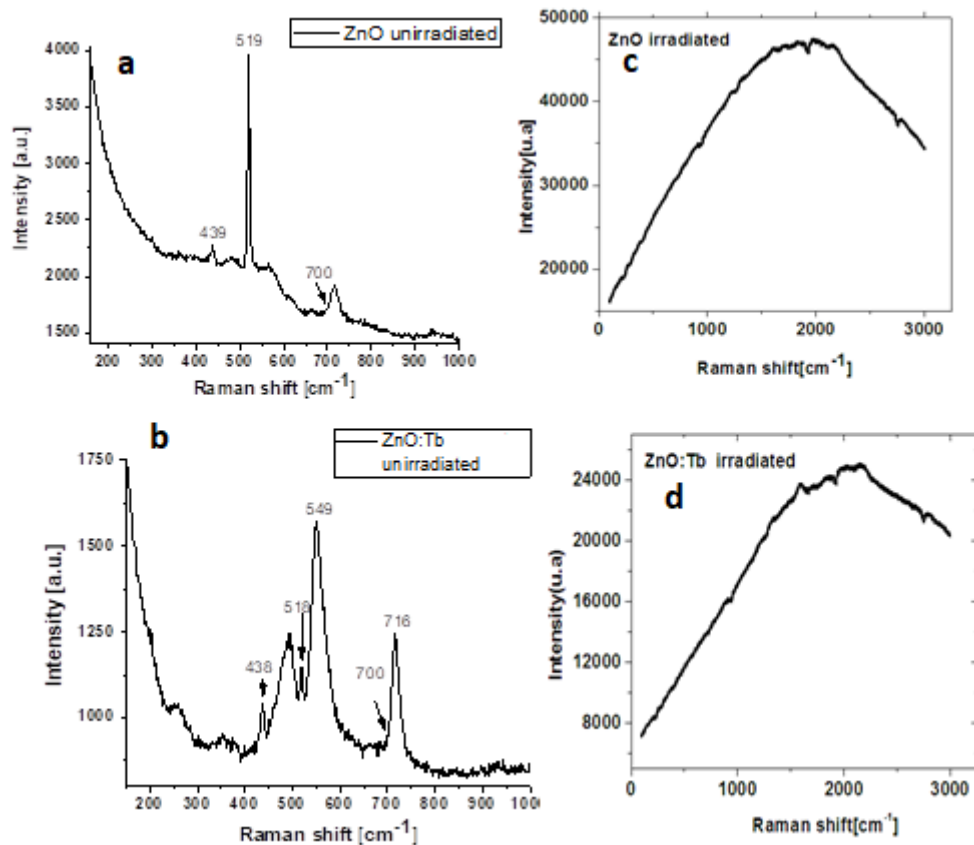 a
ZnO unirradiated
519
439
700
4000
3500
3000
2500
2000
1500
Intensity [a.u.]
200 300 400 500 600 700 800 900 1000
Raman shift [cm-1]
c
ZnO irradiated
50000
40000
30000
20000
Intensity[u.a]
0 1000 2000 3000
Raman shift[cm-1]
b
ZnO:Tb
unirradiated
549
518
716
438
700
1750
1500
1250
1000
Intensity [a.u.]
200 300 400 500 600 700 800 900 1000
Raman shift [cm-1]
d
ZnO:Tb irradiated
24000
20000
16000
12000
8000
Intensity(u.a)
0 1000 2000 3000
Raman shift[cm-1]